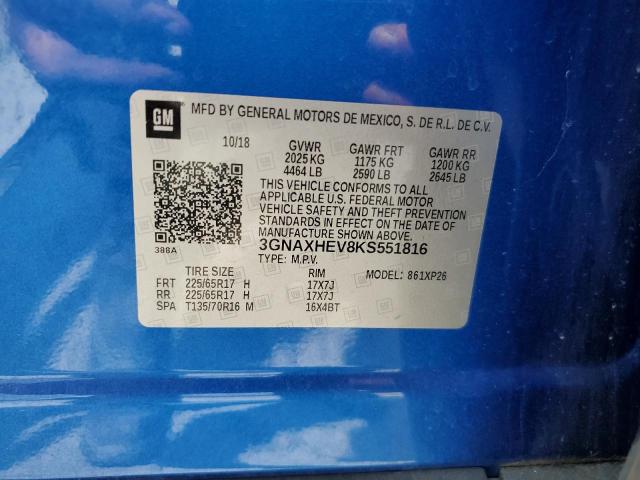 GM
MFD BY GENERAL MOTORS DE MEXICO, S. DE R.L. DE C.V.
10/18 GVWR GAWR FRT GAWR RR
2025 KG 1175 KG 1200 KG
4464 LB 2590 LB 2645 LB
THIS VEHICLE CONFORMS TO ALL
APPLICABLE U.S. FEDERAL MOTOR
VEHICLE SAFETY AND THEFT PREVENTION
STANDARDS IN EFFECT ON THE DATE OF
MANUFACTURE SHOWN ABOVE.
388A
3GNAXHEV8KS551816
TYPE: M.P.V.
TIRE SIZE RIM MODEL: 861XP26
FRT 225/65R17 H 17X7J
RR 225/65R17 H 17X7J
SPA T135/70R16 M 16X4BT